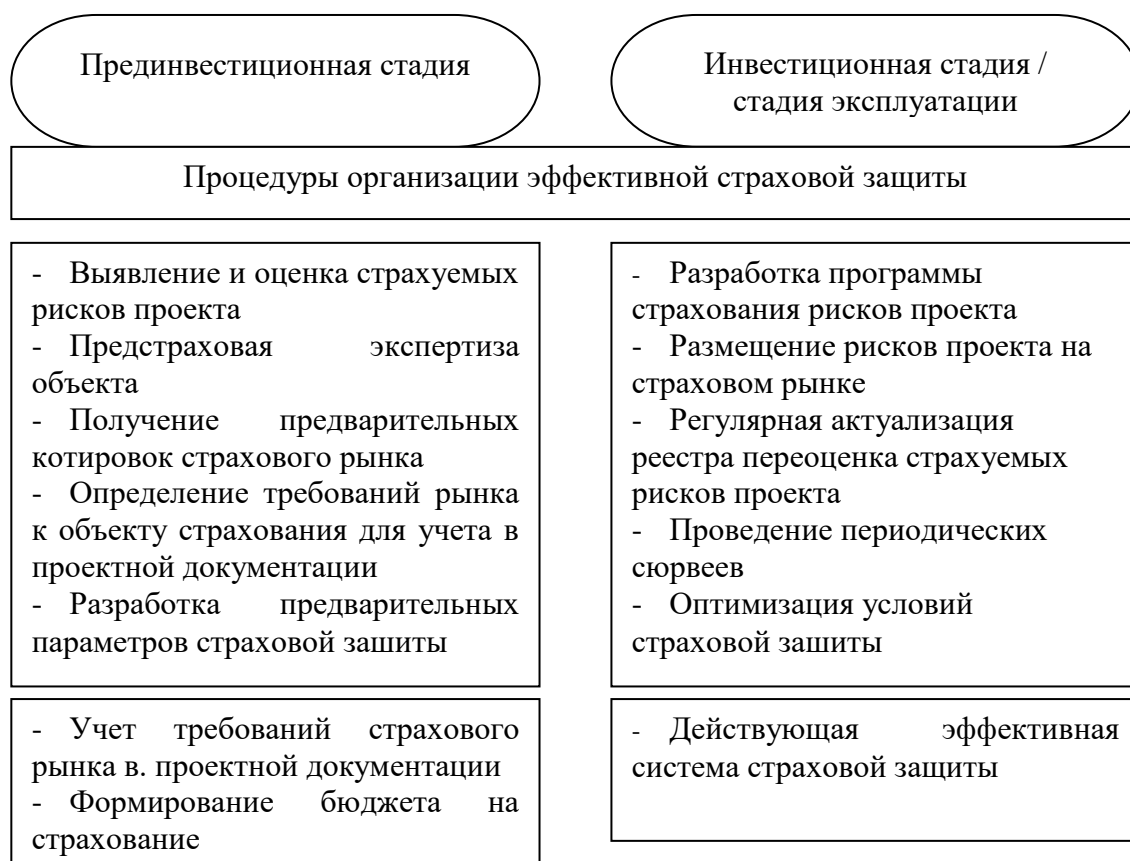 Прединвестиционная стадия
Инвестиционная стадия /
стадия эксплуатации
Процедуры организации эффективной страховой защиты
- Выявление и оценка страхуемых
рисков проекта
- Предстраховая экспертиза
объекта
- Получение предварительных
котировок страхового рынка
- Определение требований рынка
к объекту страхования для учета в
проектной документации
- Разработка предварительных
параметров страховой зашиты
- Разработка программы
страхования рисков проекта
- Размещение рисков проекта на
страховом рынке
- Регулярная актуализация
реестра переоценка страхуемых
рисков проекта
- Проведение периодических
сюрвеев
- Оптимизация условий
страховой зашиты
- Учет требований страхового
рынка в. проектной документации
- Формирование бюджета на
страхование
- Действующая эффективная
система страховой защиты